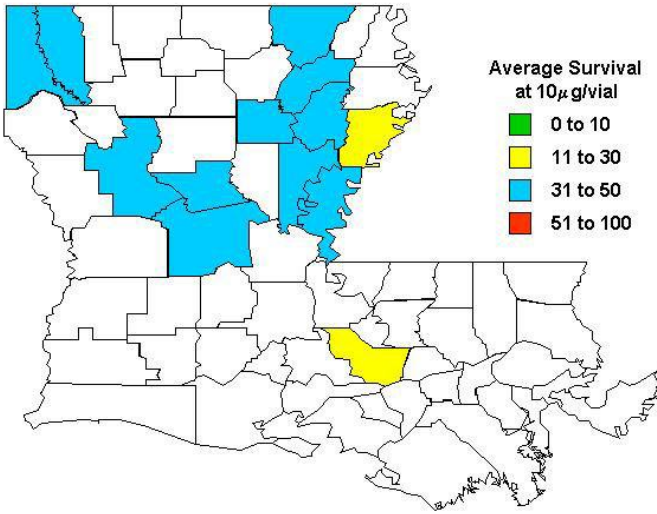 Average Survival
at 10μg/vial
0 to 10
11 to 30
31 to 50
51 to 100